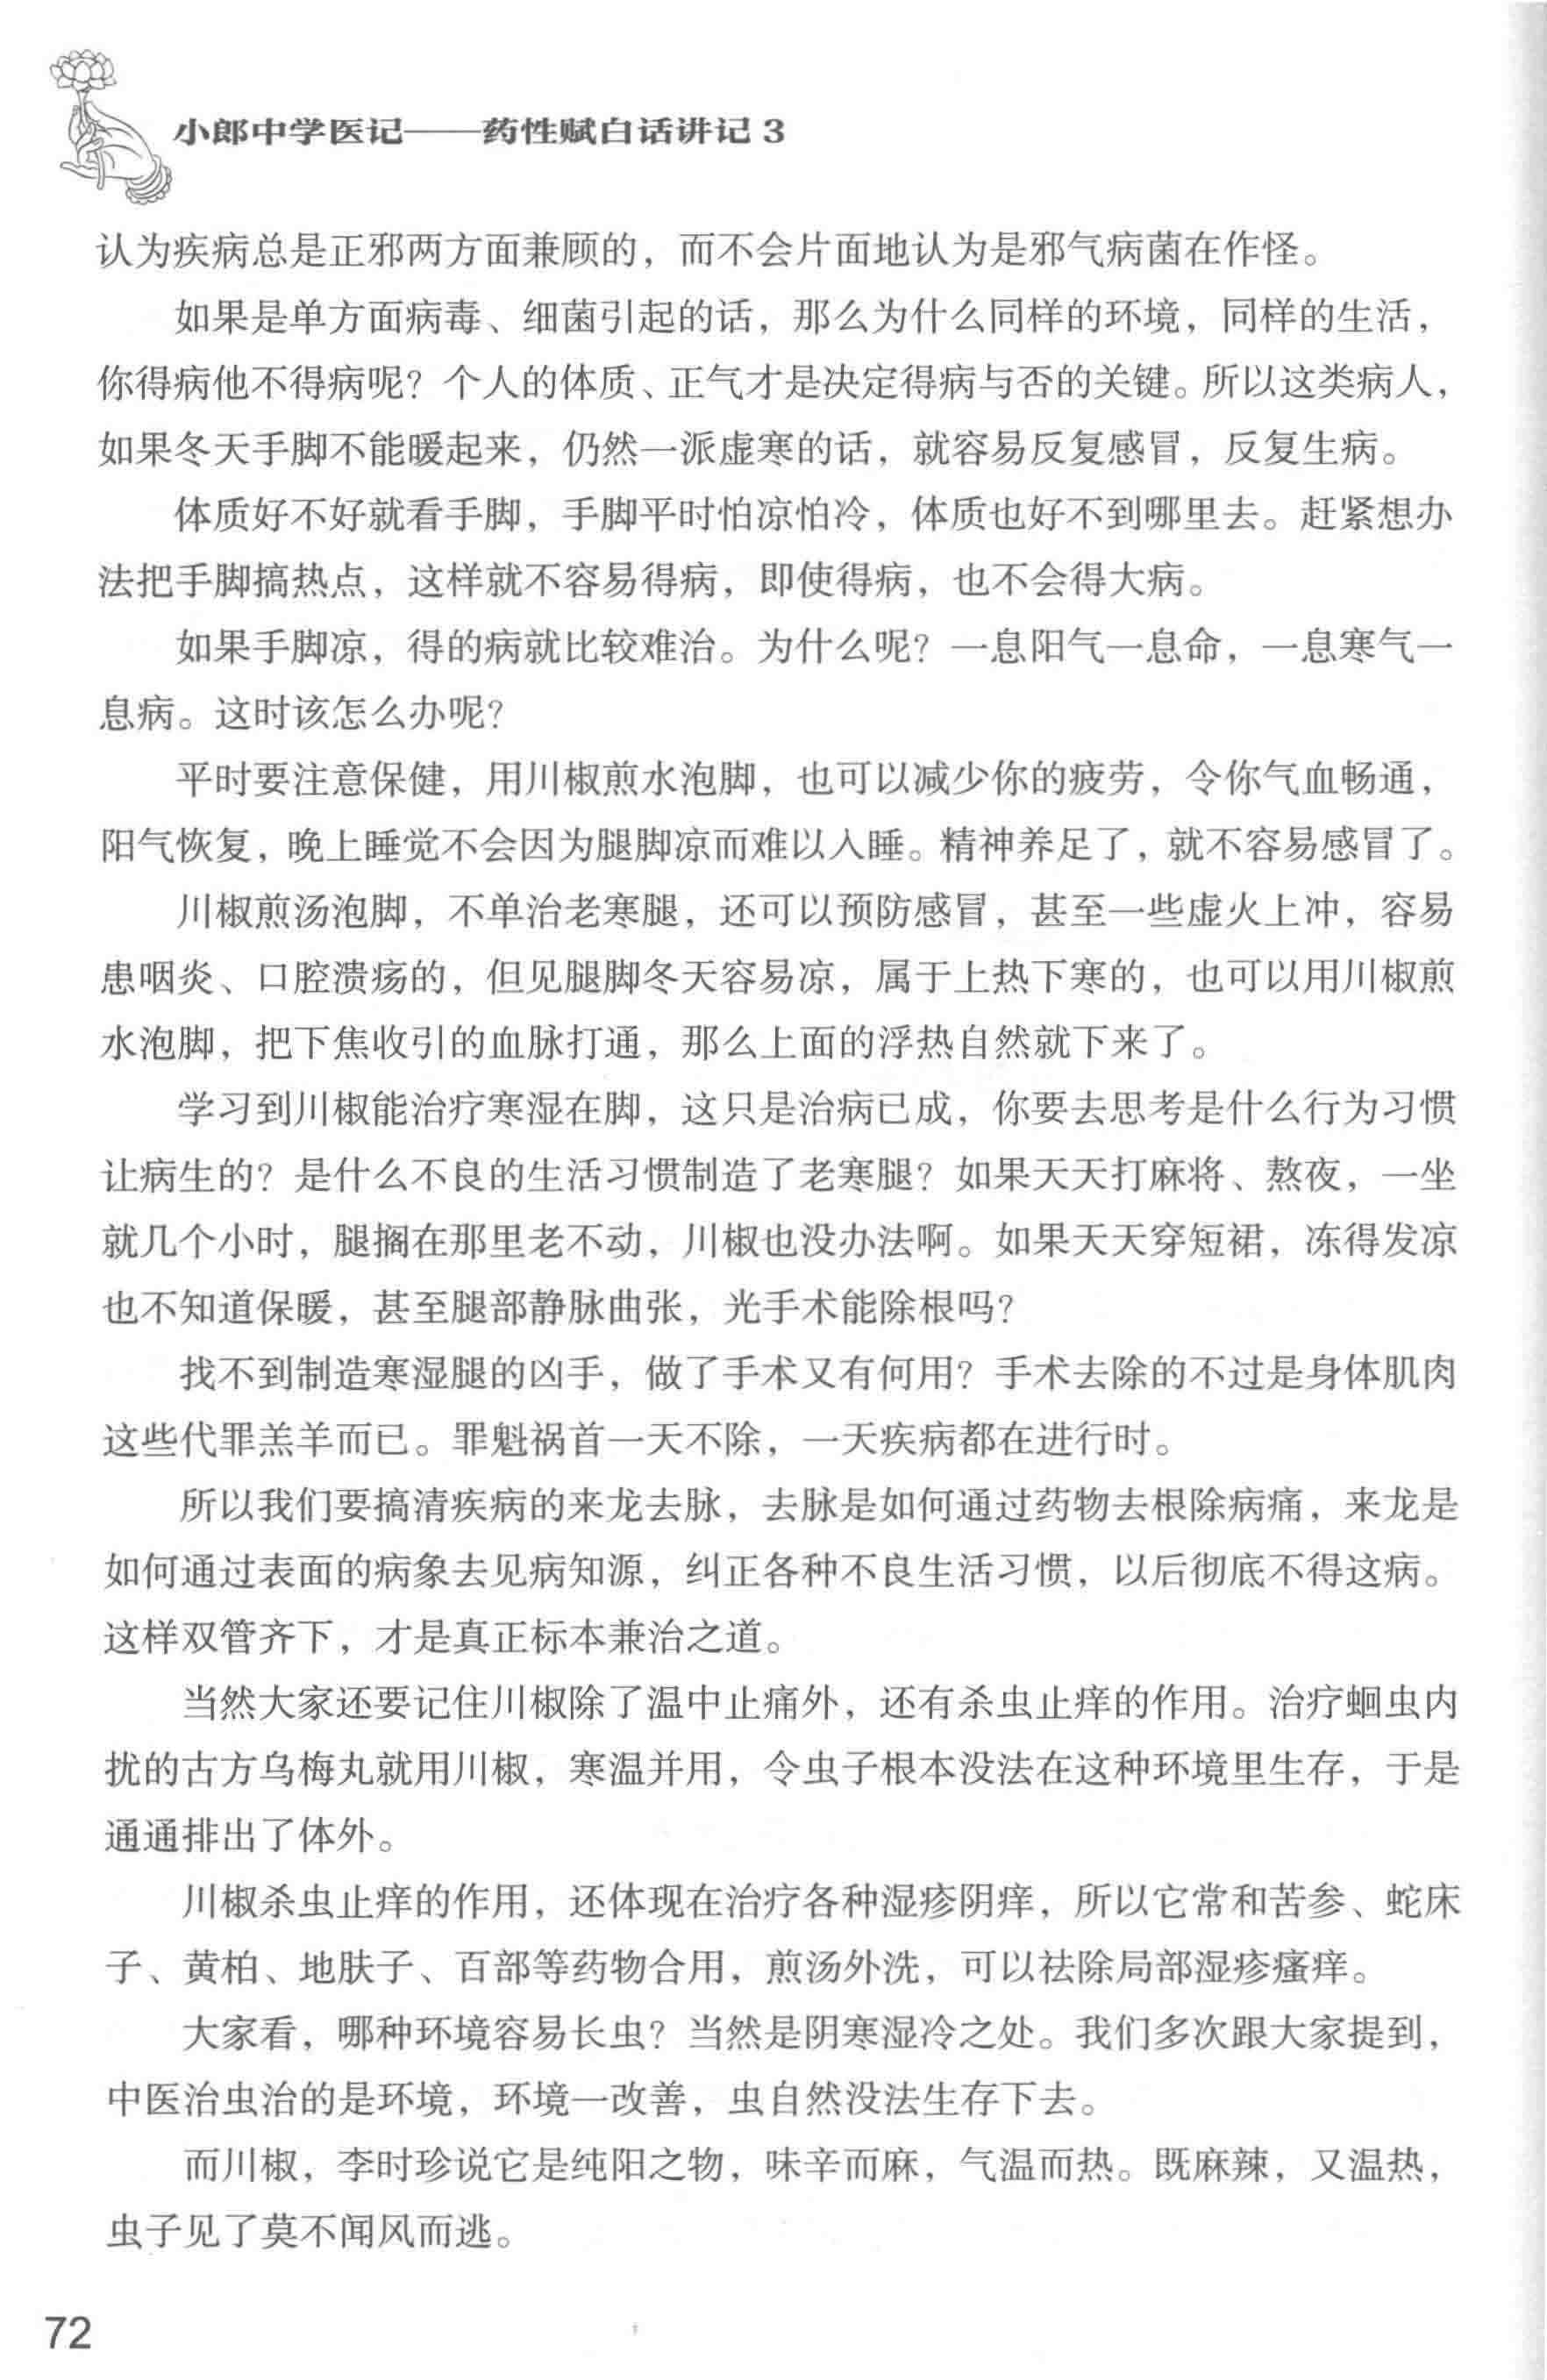 小郎中学医记——药性赋白话讲记 3
认为疾病总是正邪两方面兼顾的，而不会片面地认为是邪气病菌在作怪。
如果是单方面病毒、细菌引起的话，那么为什么同样的环境，同样的生活，
你得病他不得病呢？个人的体质、正气才是决定得病与否的关键。所以这类病人，
如果冬天手脚不能暖起来，仍然一派虚寒的话，就容易反复感冒，反复生病。
体质好不好就看手脚，手脚平时怕凉怕冷，体质也好不到哪里去。赶紧想办
法把手脚搞热点，这样就不容易得病，即使得病，也不会得大病。
如果手脚凉，得的病就比较难治。为什么呢？一息阳气一息命，一息寒气一
息病。这时该怎么办呢？
平时要注意保健，用川椒煎水泡脚，也可以减少你的疲劳，令你气血畅通，
阳气恢复，晚上睡觉不会因为腿脚凉而难以入睡。精神养足了，就不容易感冒了。
川椒煎汤泡脚，不单治老寒腿，还可以预防感冒，甚至一些虚火上冲，容易
患咽炎、口腔溃疡的，但见腿脚冬天容易凉，属于上热下寒的，也可以用川椒煎
水泡脚，把下焦收引的血脉打通，那么上面的浮热自然就下来了。
学习到川椒能治疗寒湿在脚，这只是治病已成，你要去思考是什么行为习惯
让病生的？是什么不良的生活习惯制造了老寒腿？如果天天打麻将、熬夜，一坐
就几个小时，腿搁在那里老不动，川椒也没办法啊。如果天天穿短裙，冻得发凉
也不知道保暖，甚至腿部静脉曲张，光手术能除根吗？
找不到制造寒湿腿的凶手，做了手术又有何用？手术去除的不过是身体肌肉
这些代罪羔羊而已。罪魁祸首一天不除，一天疾病都在进行时。
所以我们要搞清疾病的来龙去脉，去脉是如何通过药物去根除病痛，来龙是
如何通过表面的病象去见病知源，纠正各种不良生活习惯，以后彻底不得这病。
这样双管齐下，才是真正标本兼治之道。
当然大家还要记住川椒除了温中止痛外，还有杀虫止痒的作用。治疗蛔虫内
扰的古方乌梅丸就用川椒，寒温并用，令虫子根本没法在这种环境里生存，于是
通通排出了体外。
川椒杀虫止痒的作用，还体现在治疗各种湿疹阴痒，所以它常和苦参、蛇床
子、黄柏、地肤子、百部等药物合用，煎汤外洗，可以祛除局部湿疹瘙痒。
大家看，哪种环境容易长虫？当然是阴寒湿冷之处。我们多次跟大家提到，
中医治虫治的是环境，环境一改善，虫自然没法生存下去。
而川椒，李时珍说它是纯阳之物，味辛而麻，气温而热。既麻辣，又温热，
虫子见了莫不闻风而逃。
72